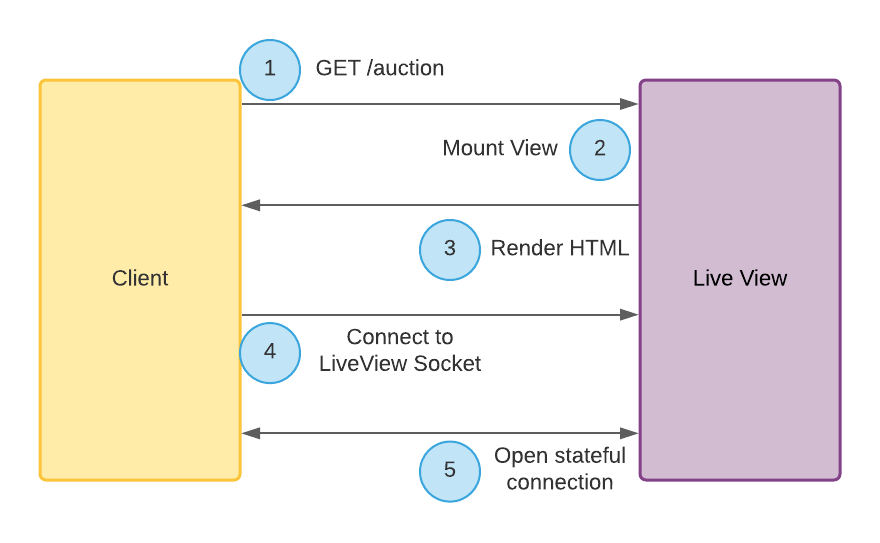 1
GET /auction
Mount View
2
3
Render HTML
Client
Live View
4
Connect to
LiveView Socket
5
Open stateful
connection